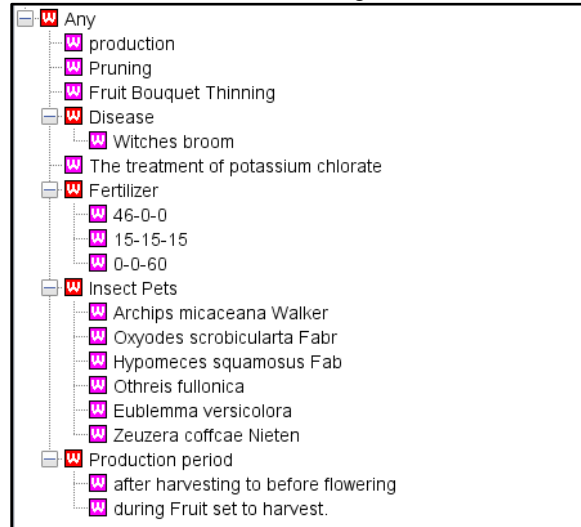 Any
production
Pruning
Fruit Bouquet Thinning
Disease
Witches broom
The treatment of potassium chlorate
Fertilizer
46-0-0
15-15-15
0-0-60
Insect Pets
Archips micaceana Walker
Oxyodes scrobicularta Fabr
Hypomeces squamosus Fab
Othreis fullonica
Eublemma versicolora
Zeuzera coffcae Nieten
Production period
after harvesting to before flowering
during Fruit set to harvest.